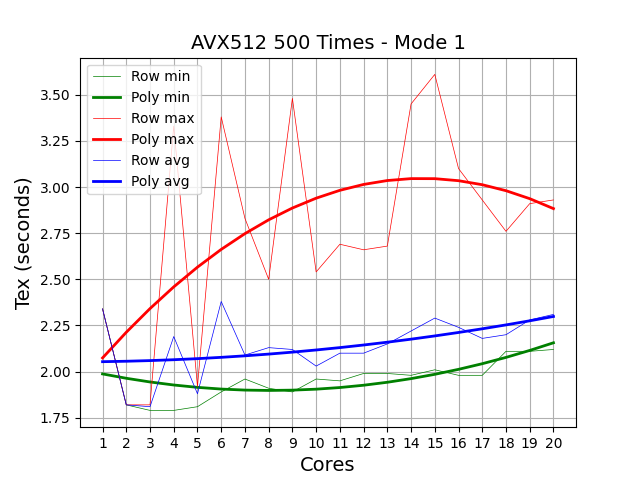 AVX512 500 Times - Mode 1
Row min
Poly min
Row max
Poly max
Row avg
Poly avg
3.50
3.25
3.00
2.75
2.50
2.25
2.00
1.75
Tex (seconds)
1 2 3 4 5 6 7 8 9 10 11 12 13 14 15 16 17 18 19 20
Cores